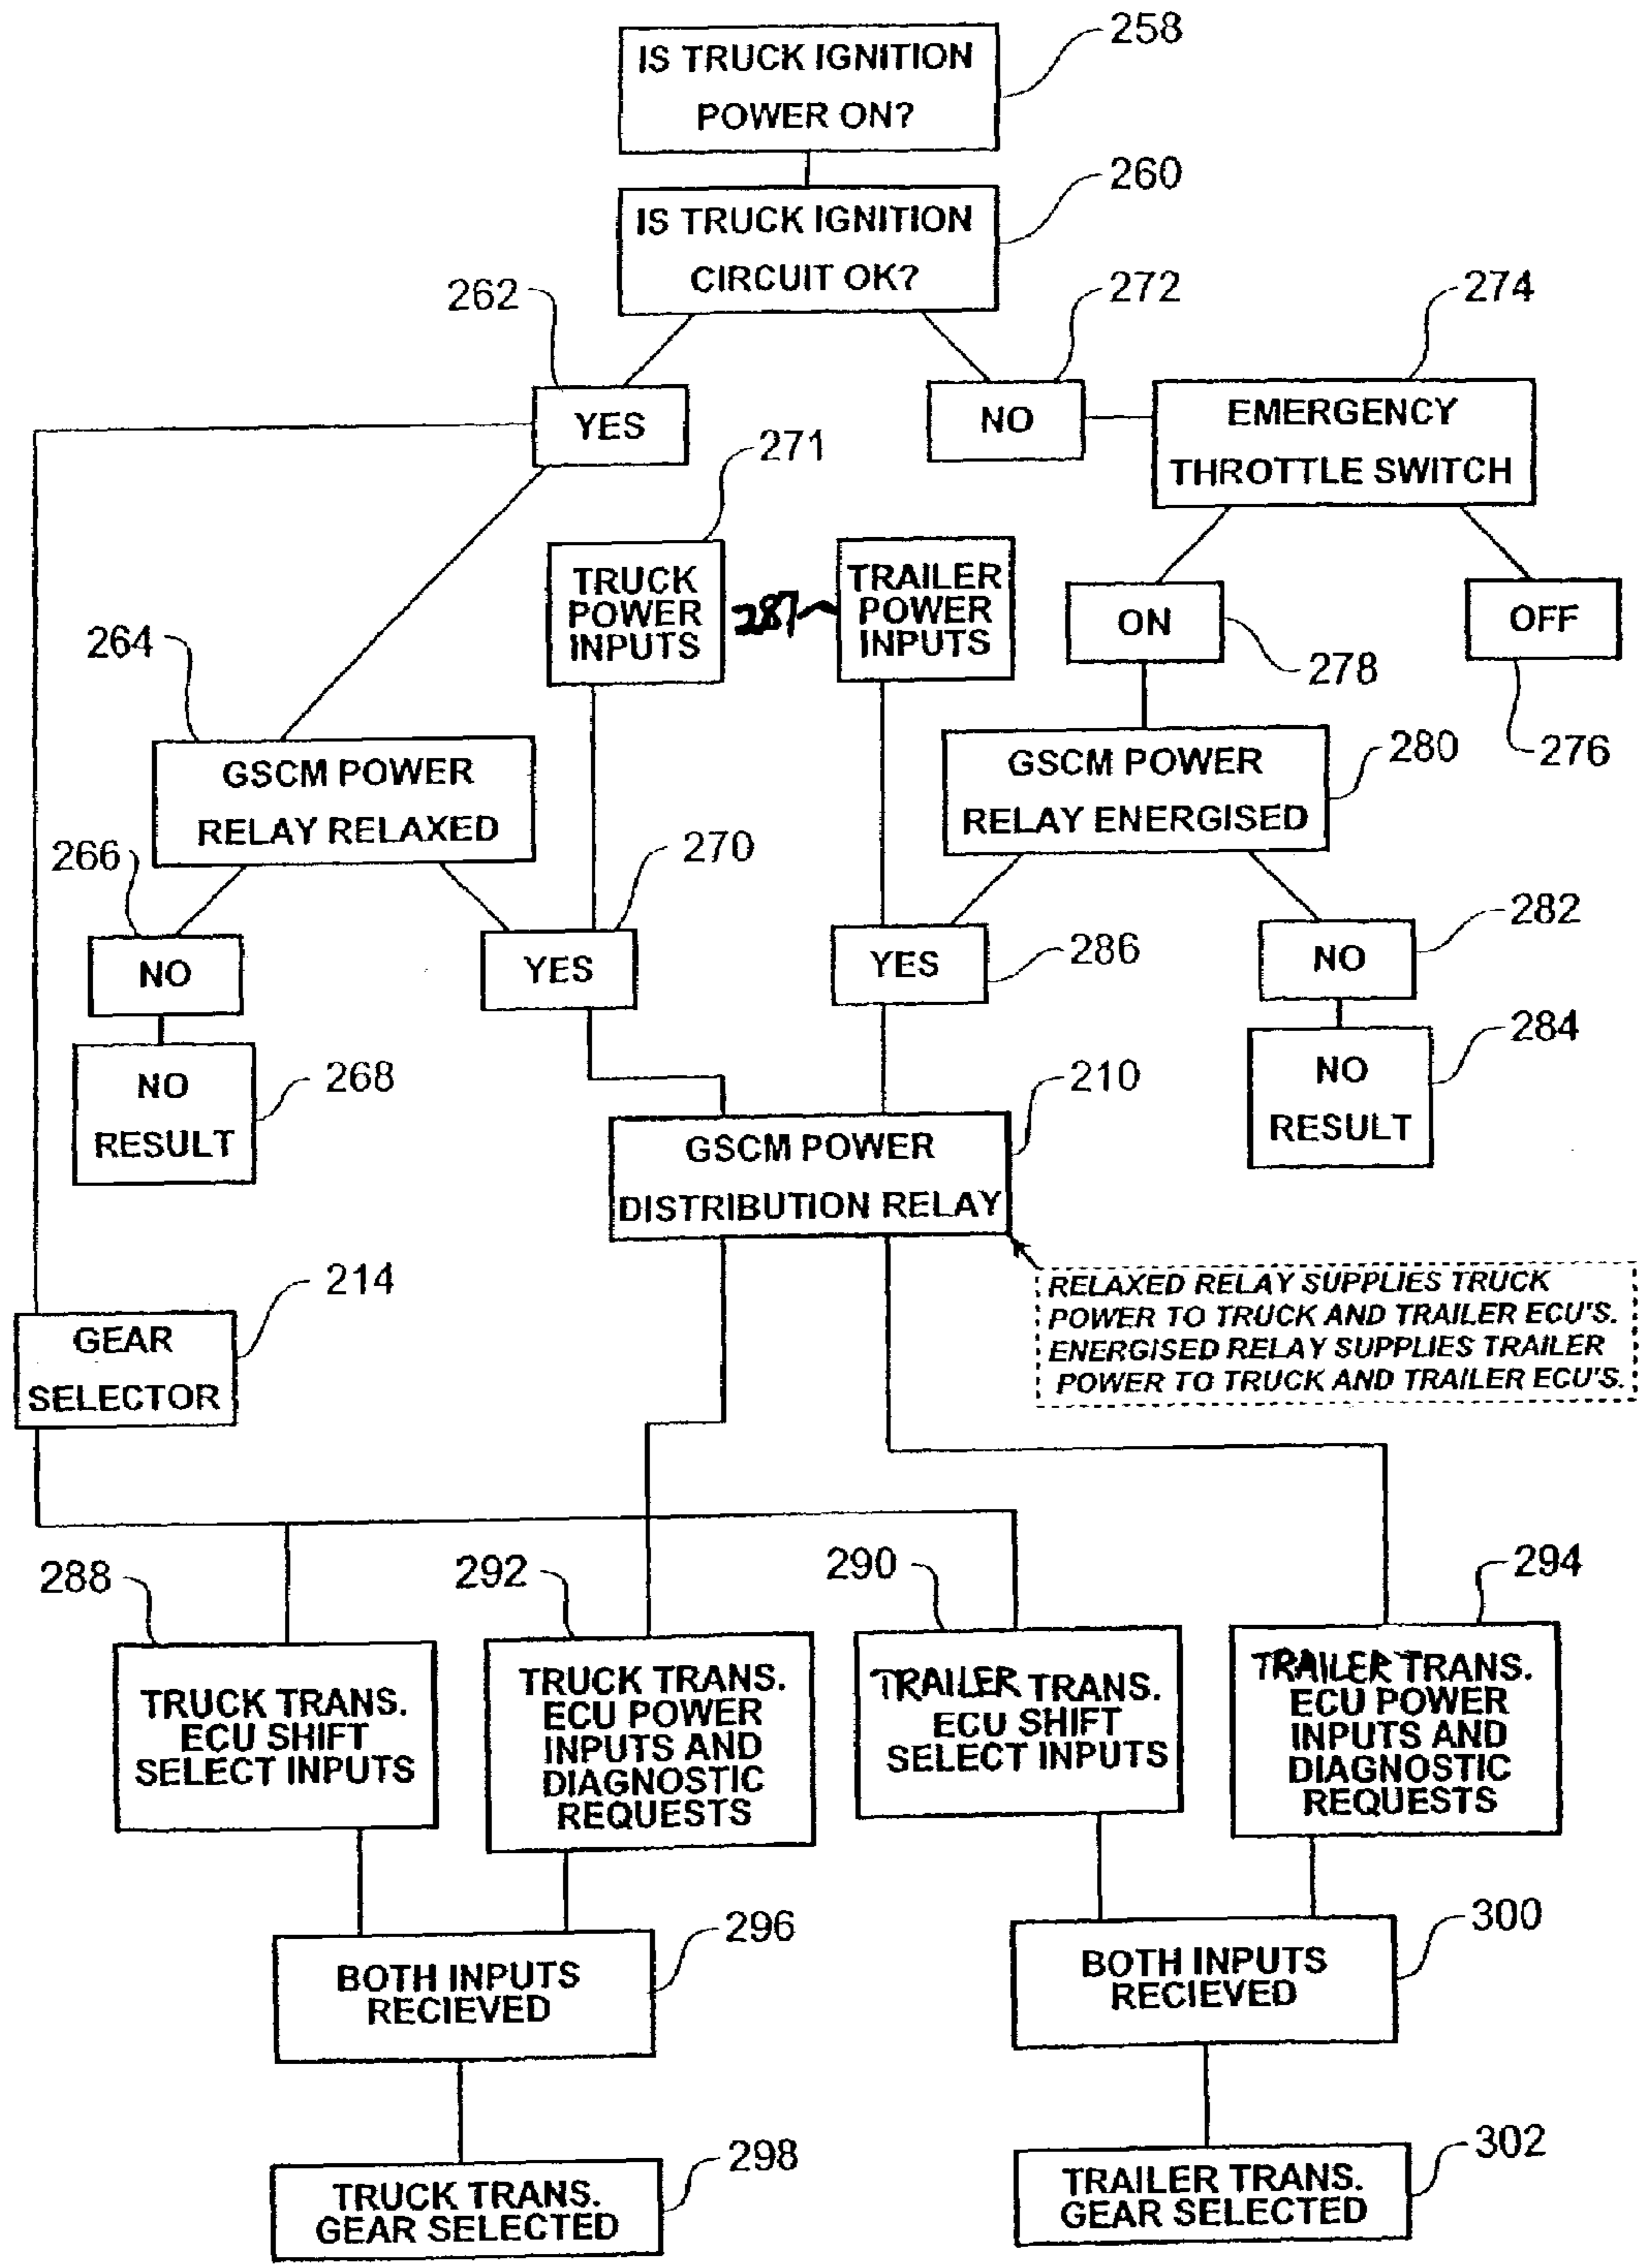 258
IS TRUCK IGNITION
POWER ON?
260
IS TRUCK IGNITION
CIRCUIT OK?
262
272
274
YES
NO
EMERGENCY
THROTTLE SWITCH
271
TRUCK
POWER
INPUTS
287
TRAILER
POWER
INPUTS
ON
278
OFF
276
264
GSCM POWER
RELAY RELAXED
280
GSCM POWER
RELAY ENERGISED
266
NO
270
YES
YES
286
282
NO
NO
RESULT
268
284
NO
RESULT
210
GSCM POWER
DISTRIBUTION RELAY
RELAXED RELAY SUPPLIES TRUCK
POWER TO TRUCK AND TRAILER ECU'S.
ENERGISED RELAY SUPPLIES TRAILER
POWER TO TRUCK AND TRAILER ECU'S.
214
GEAR
SELECTOR
288
TRUCK TRANS.
ECU SHIFT
SELECT INPUTS
292
TRUCK TRANS.
ECU POWER
INPUTS AND
DIAGNOSTIC
REQUESTS
290
TRAILER TRANS.
ECU SHIFT
SELECT INPUTS
294
TRAILER TRANS.
ECU POWER
INPUTS AND
DIAGNOSTIC
REQUESTS
296
BOTH INPUTS
RECIEVED
300
BOTH INPUTS
RECIEVED
298
TRUCK TRANS.
GEAR SELECTED
302
TRAILER TRANS.
GEAR SELECTED